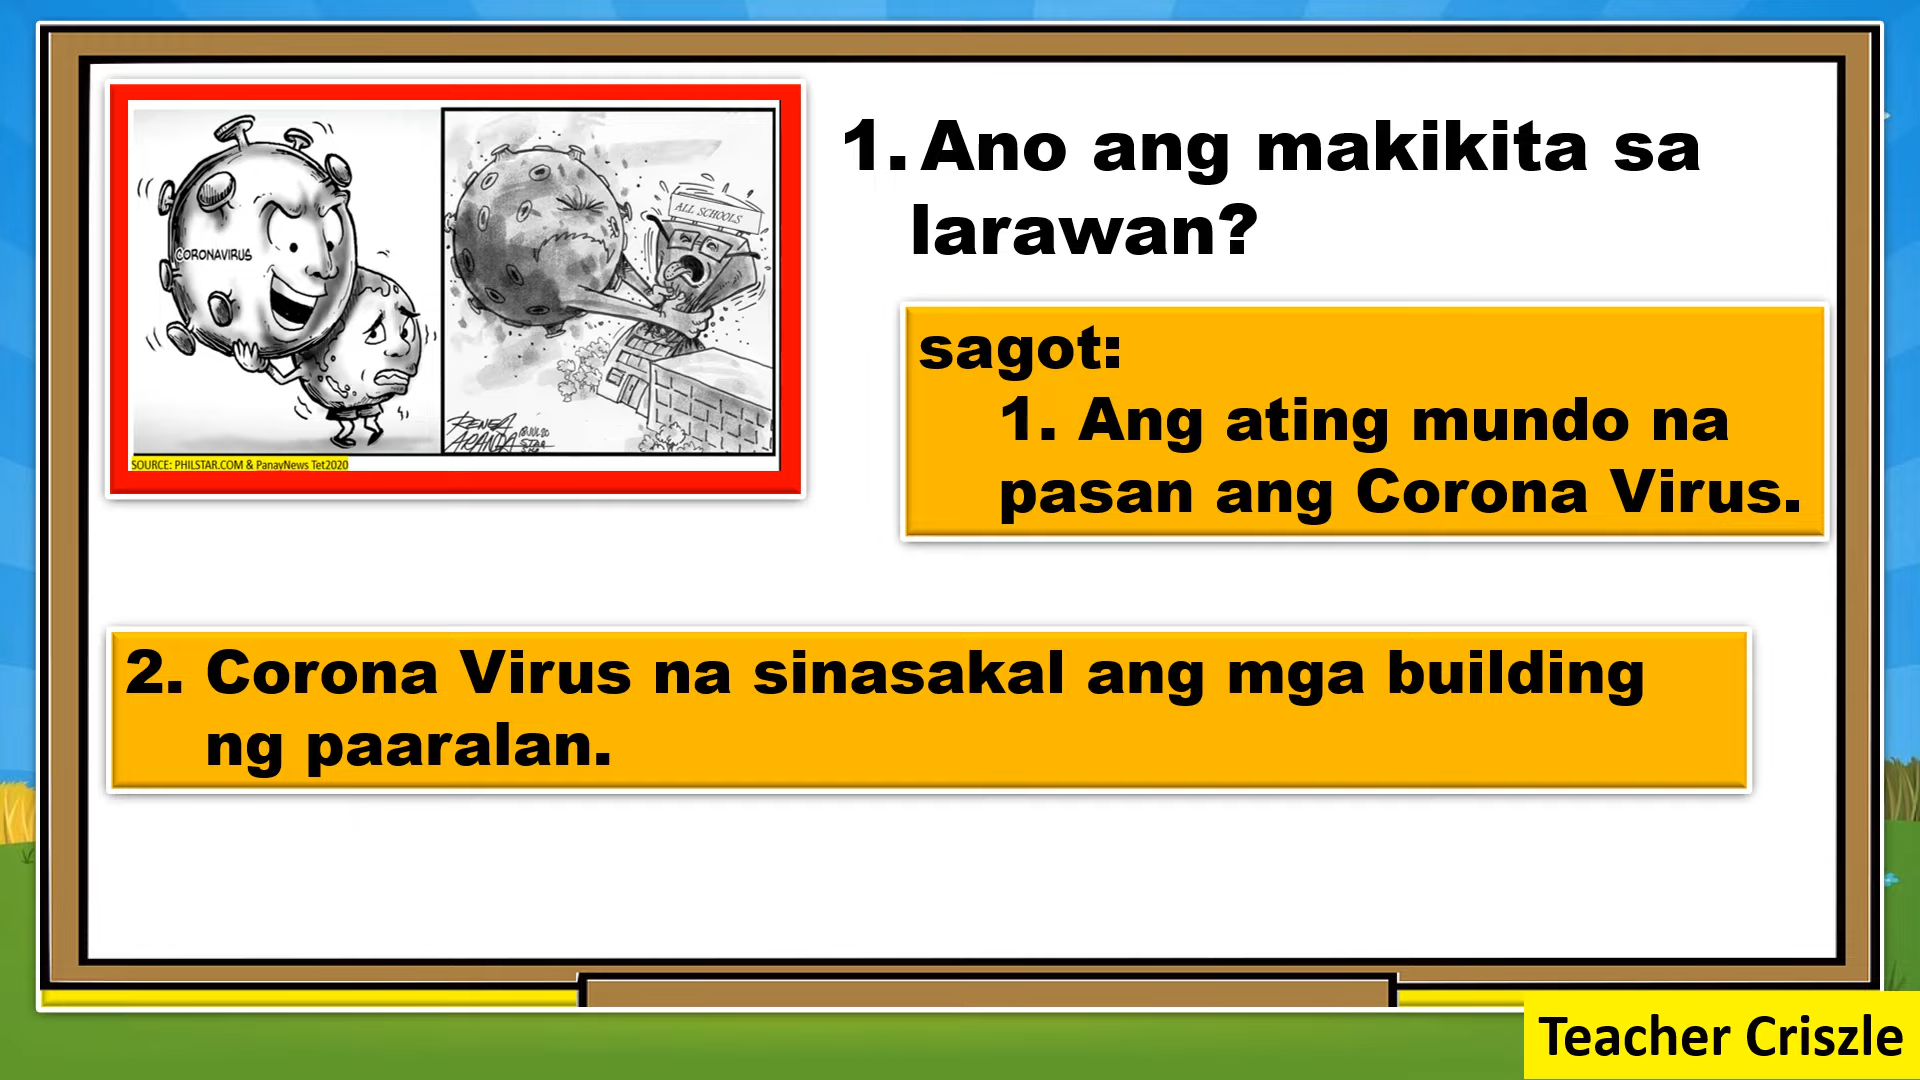 CORONAVIRUS
ALL SCHOOLS
SOURCE: PHILSTAR.COM & PanayNews Tet2020
1. Ano ang makikita sa
larawan?
sagot:
1. Ang ating mundo na
pasan ang Corona Virus.
2. Corona Virus na sinasakal ang mga building
ng paaralan.
Teacher Criszle